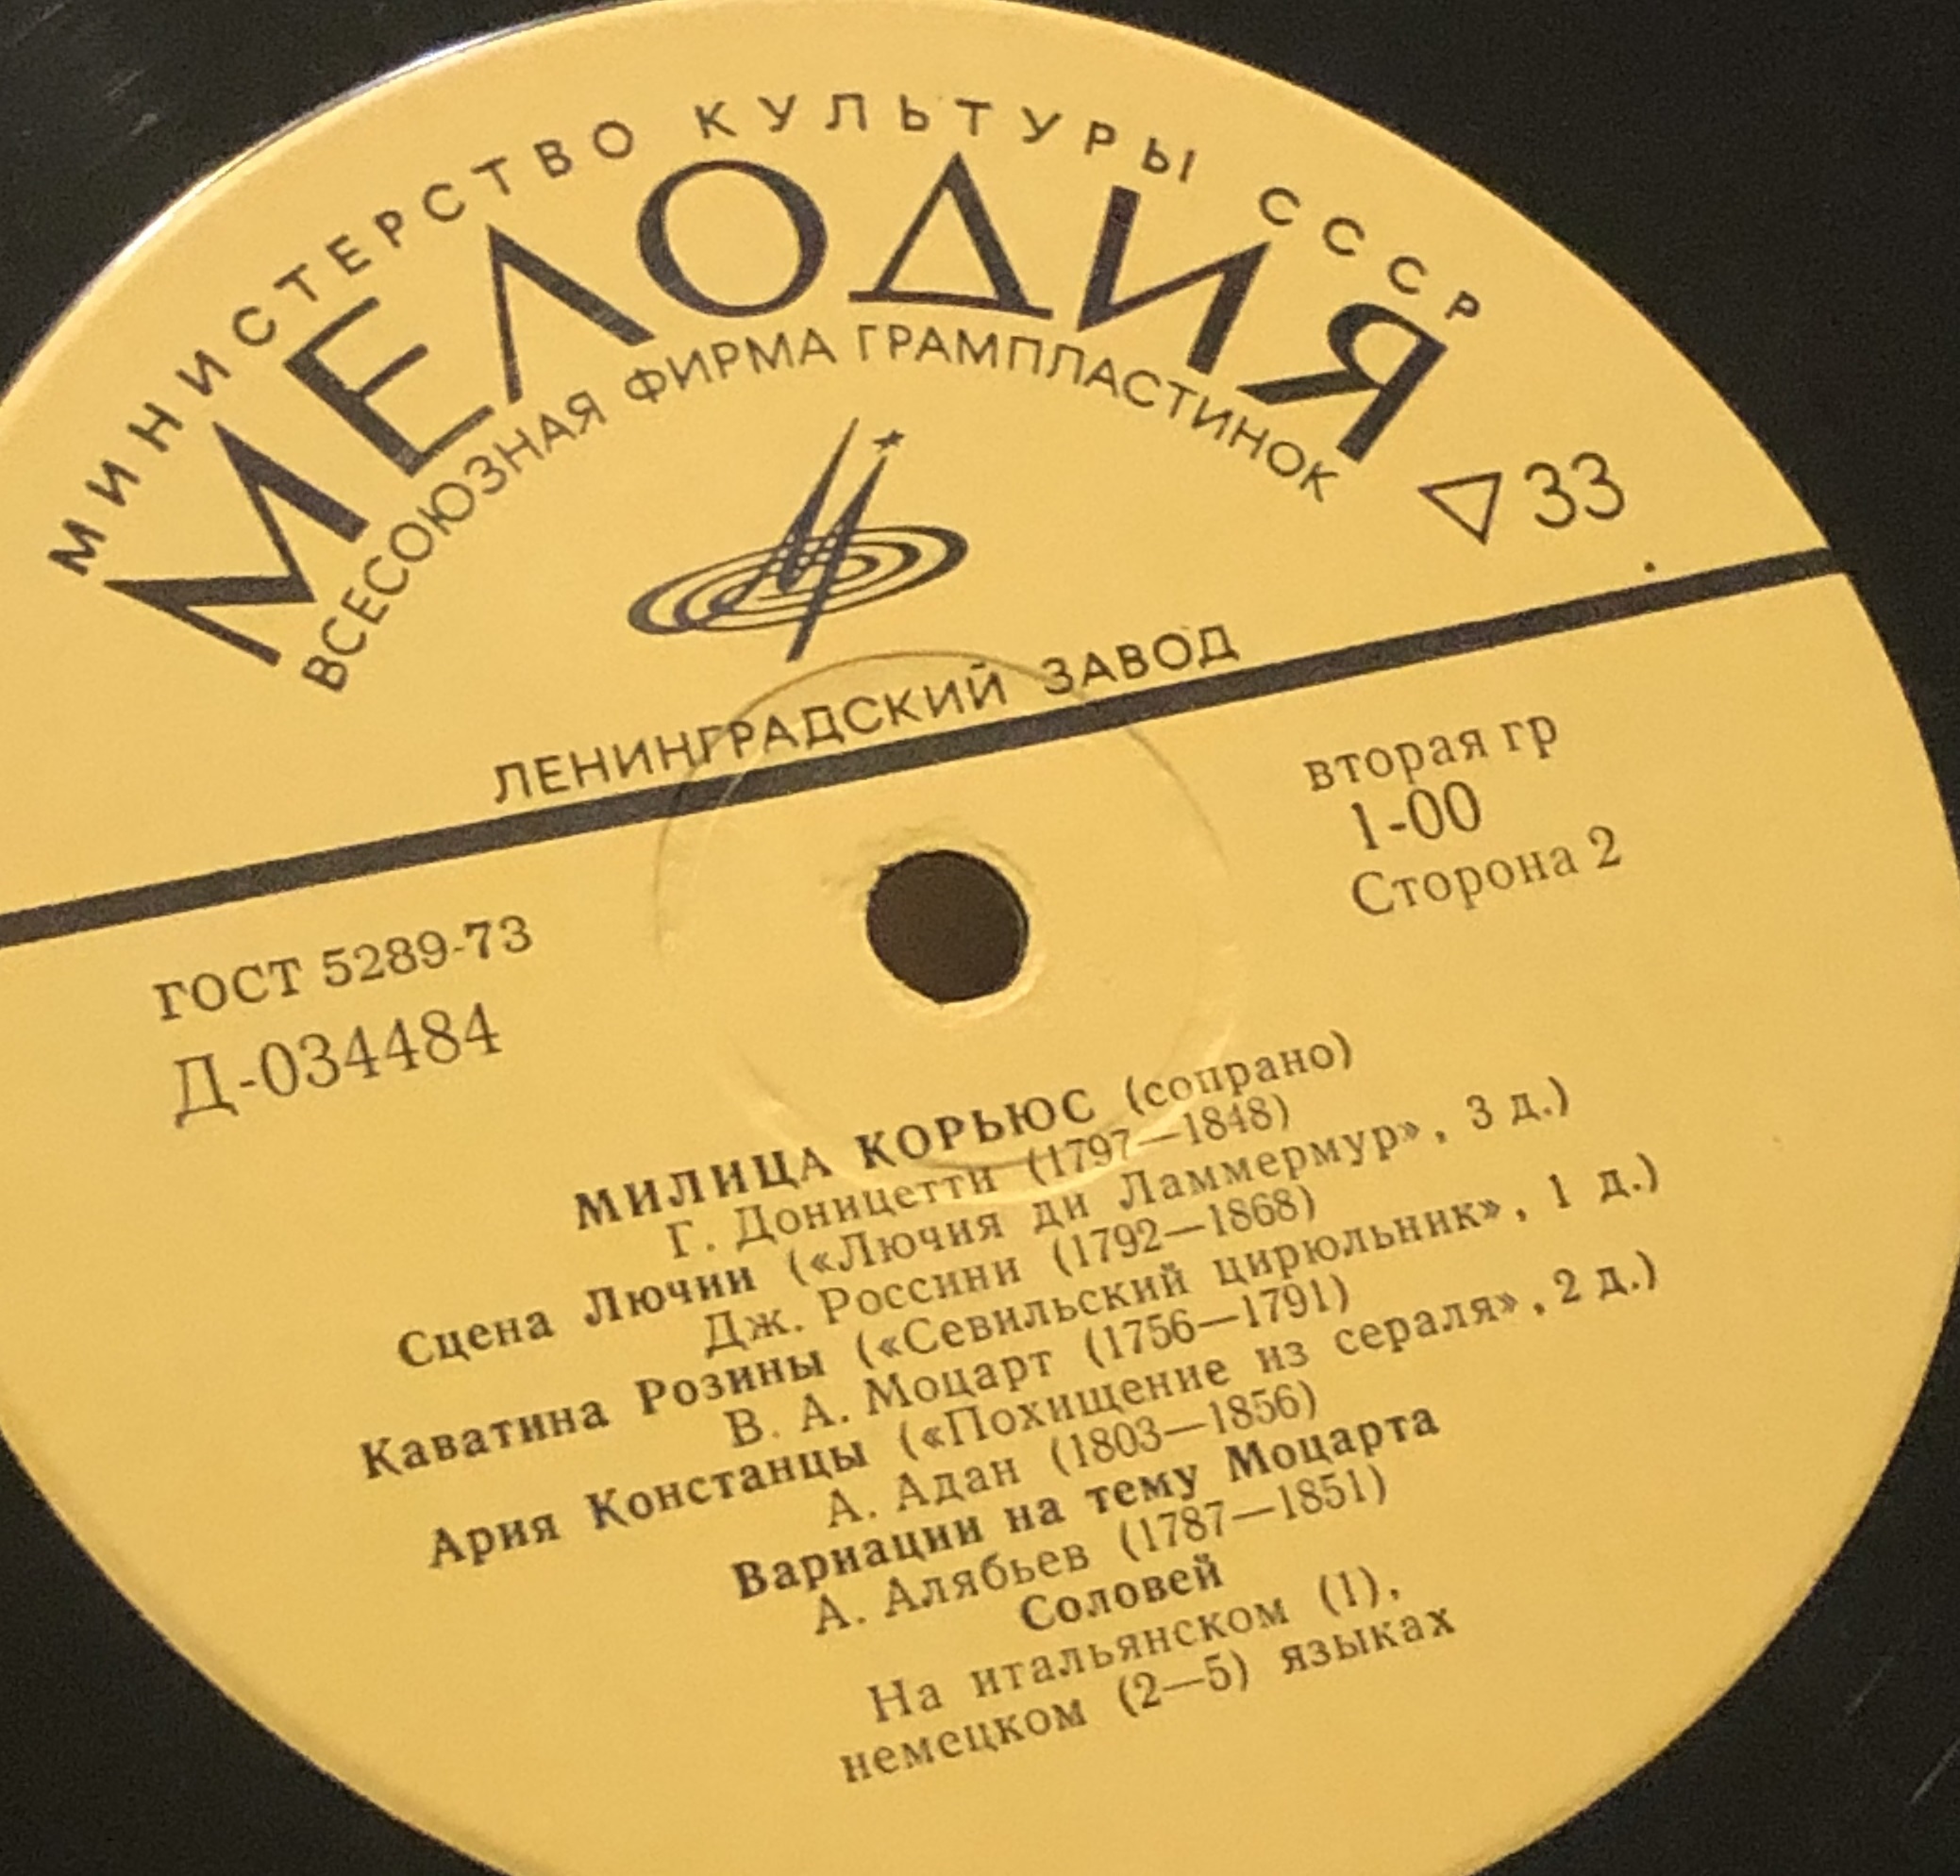 МИНИСТЕРСТВО КУЛЬТУРЫ СССР
МЕЛОДИЯ
ВСЕСОЮЗНАЯ ФИРМА ГРАМПЛАСТИНОК
33
ЛЕНИНГРАДСКИЙ ЗАВОД
вторая гр
1-00
Сторона 2
ГОСТ 5289-73
Д-034484
МИЛИЦА КОРЬЮС (сопрано)
Г. Доницетти (1797—1848)
Сцена Лючии («Лючия ди Ламмермур», 3 д.)
Дж. Россини (1792—1868)
Каватина Розины («Севильский цирюльник», 1 д.)
В. А. Моцарт (1756—1791)
Ария Констанцы («Похищение из сераля», 2 д.)
А. Адан (1803—1856)
Вариации на тему Моцарта
А. Алябьев (1787—1851)
Соловей
На итальянском (1),
немецком (2—5) языках